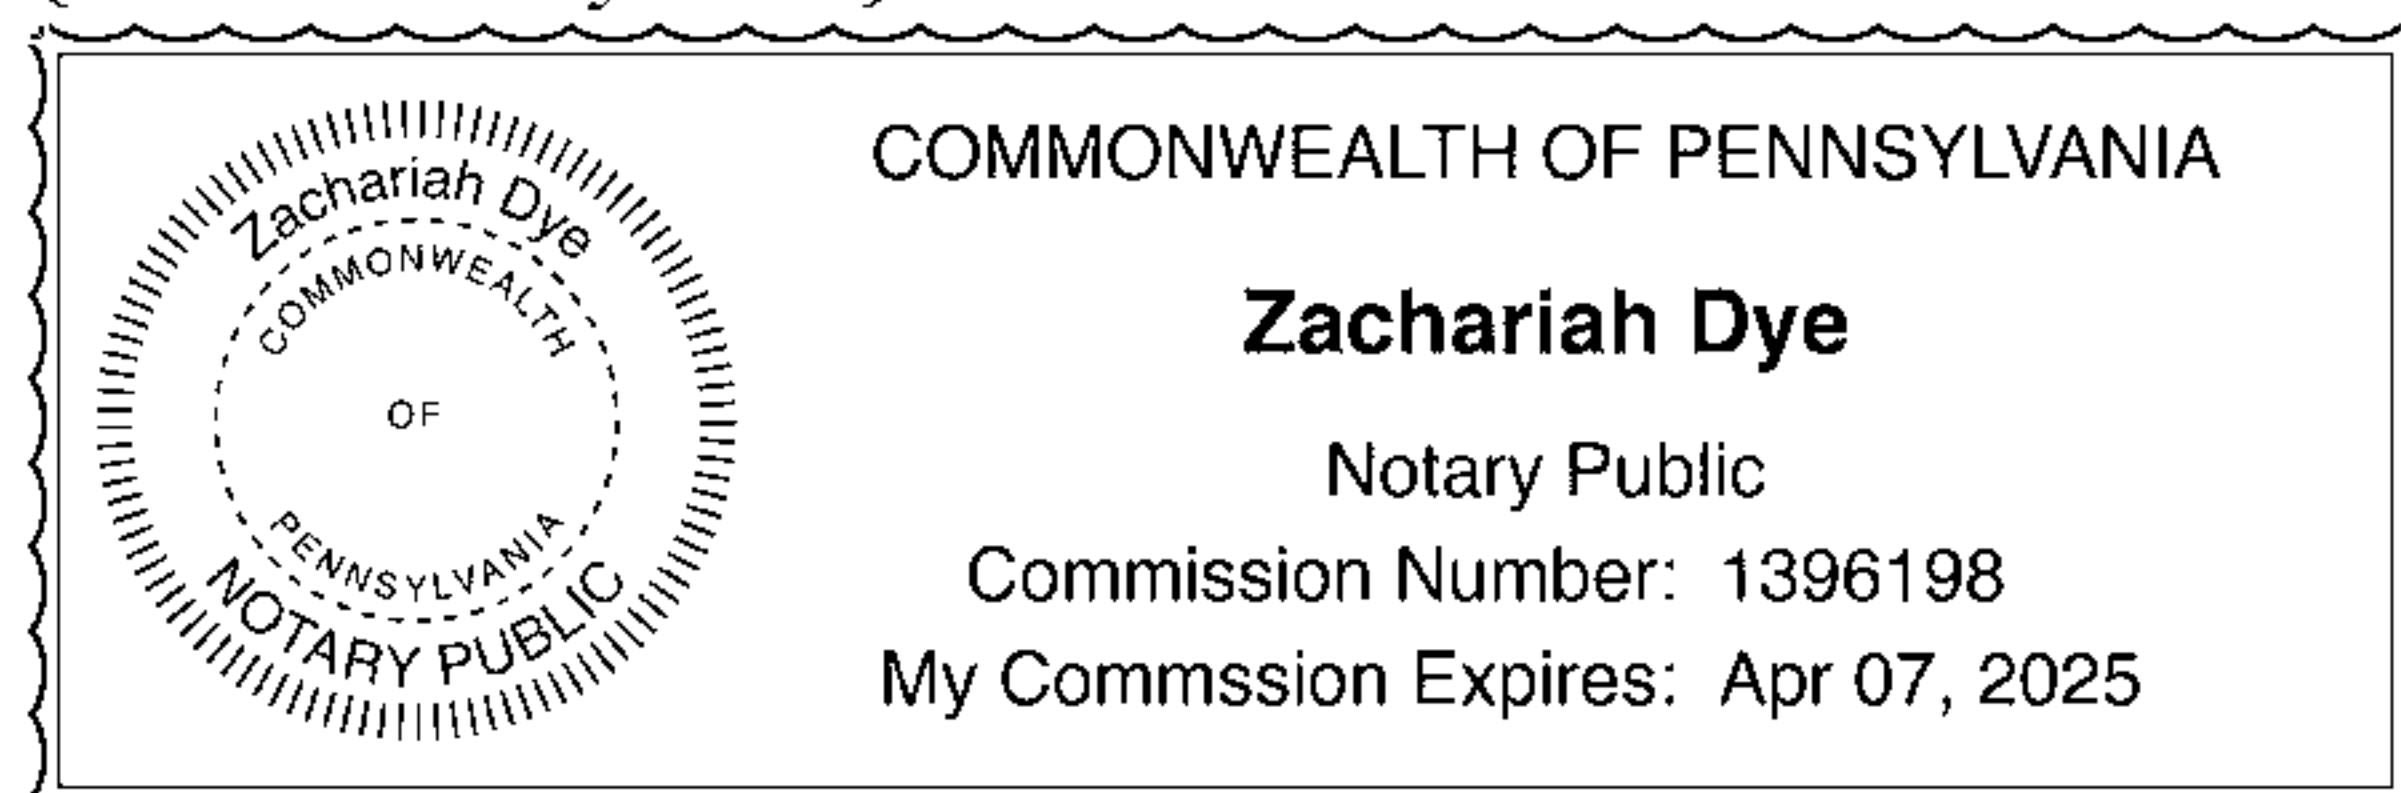 Zachariah Dye
COMMONWEALTH
OF
PENNSYLVANIA
NOTARY PUBLIC
COMMONWEALTH OF PENNSYLVANIA
Zachariah Dye
Notary Public
Commission Number: 1396198
My Commssion Expires: Apr 07, 2025